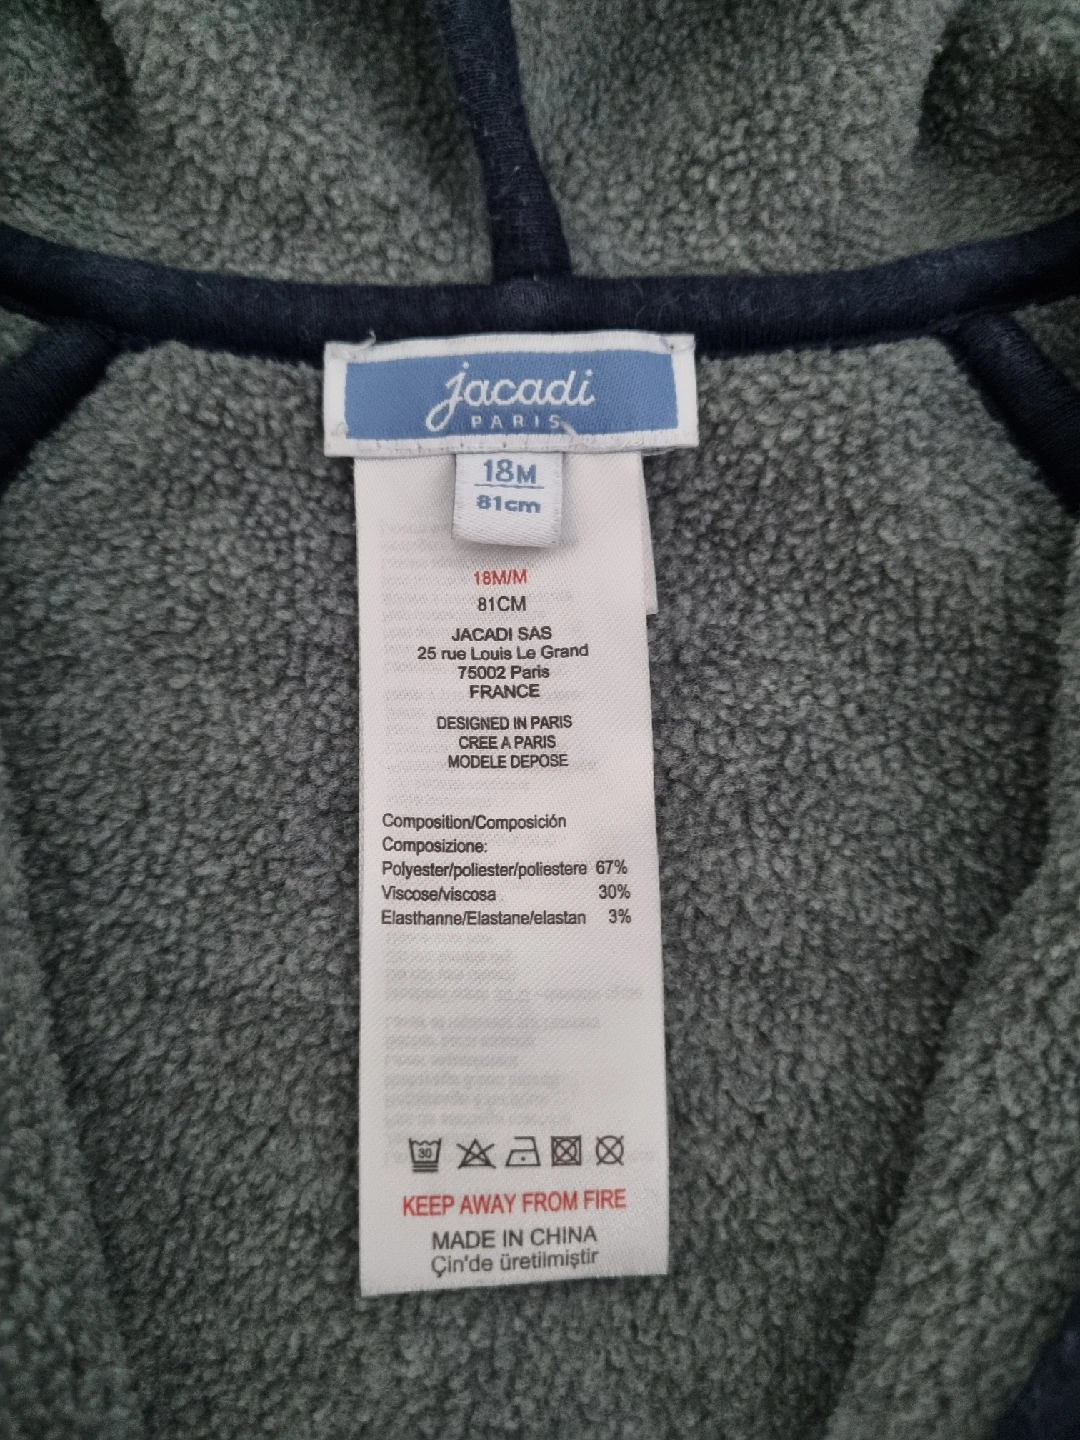 jacadi
PARIS
18M
81cm
18M/M
81CM
JACADI SAS
25 rue Louis Le Grand
75002 Paris
FRANCE
DESIGNED IN PARIS
CREE A PARIS
MODELE DEPOSE
Composition/Composición
Composizione:
Polyester/poliester/poliestere 67%
Viscose/viscosa 30%
Elasthanne/Elastane/elastan 3%
30
KEEP AWAY FROM FIRE
MADE IN CHINA
Çin'de üretilmiştir